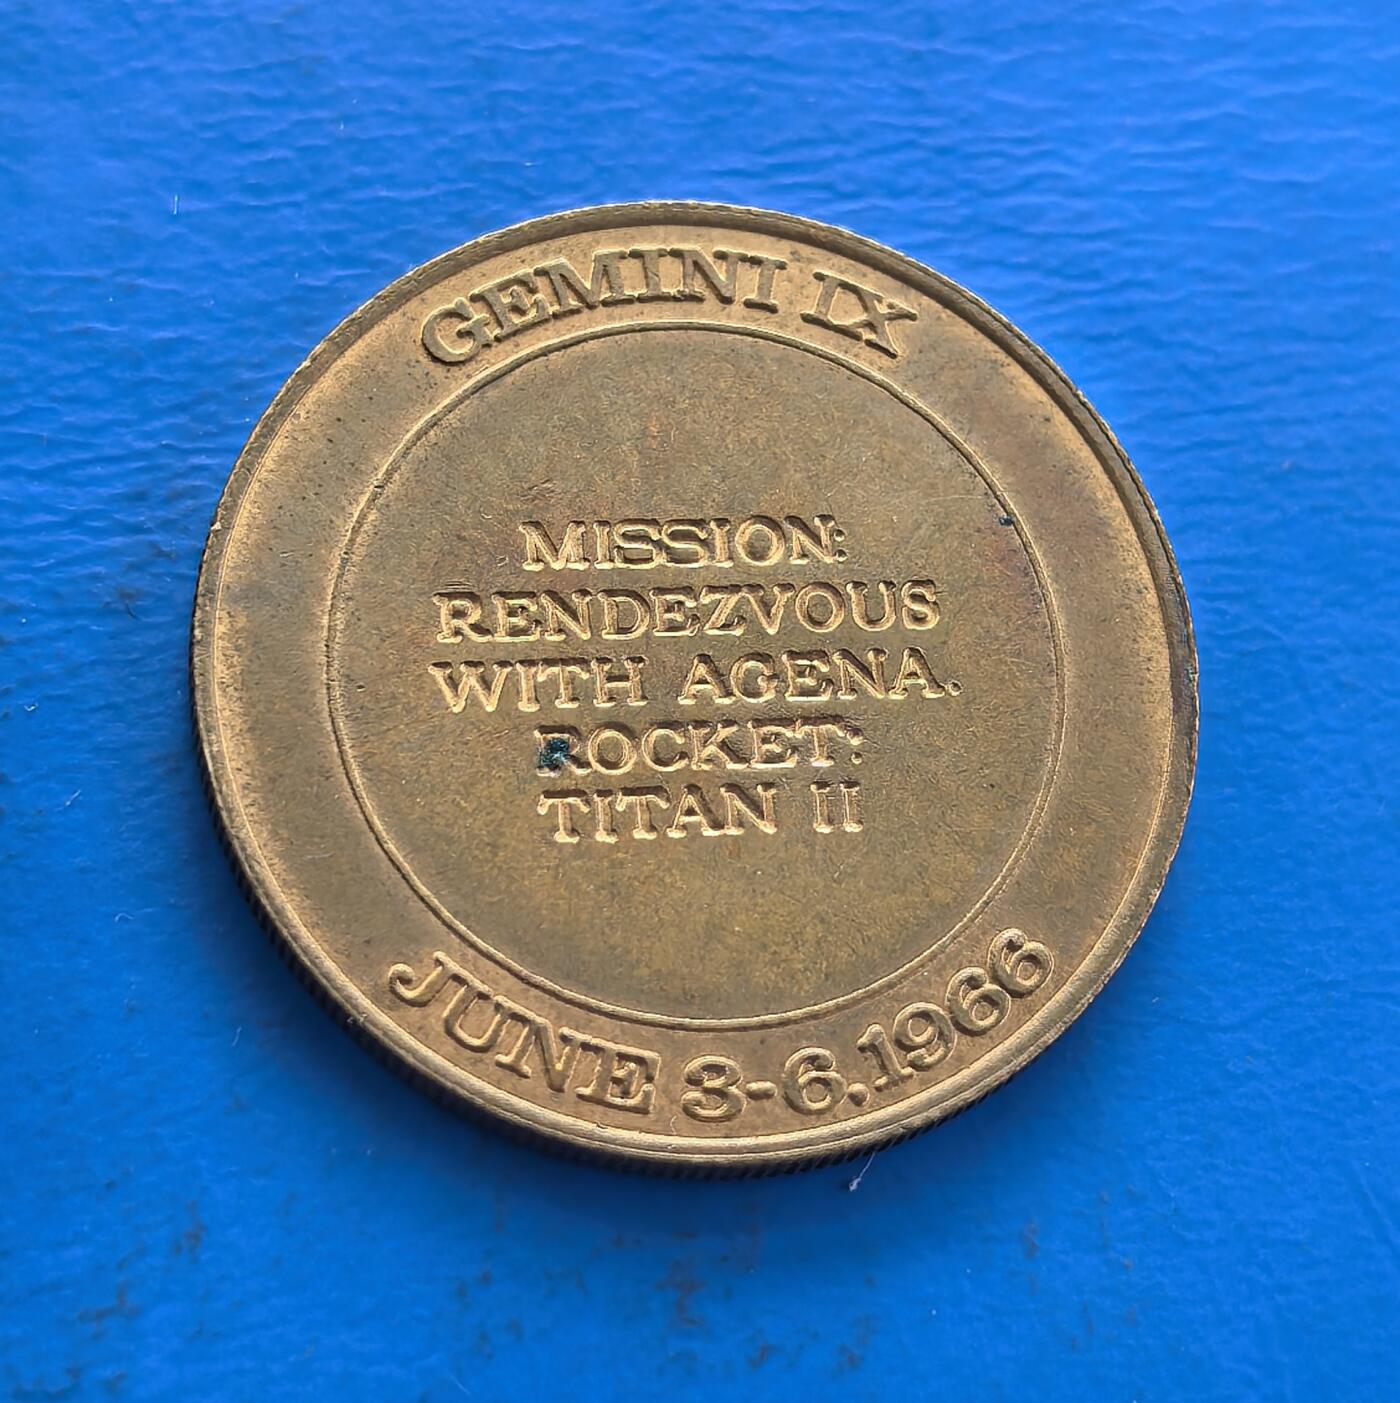 GEMINI IX
MISSION:
RENDEZVOUS
WITH AGENA.
ROCKET:
TITAN II
JUNE 3-6,1966